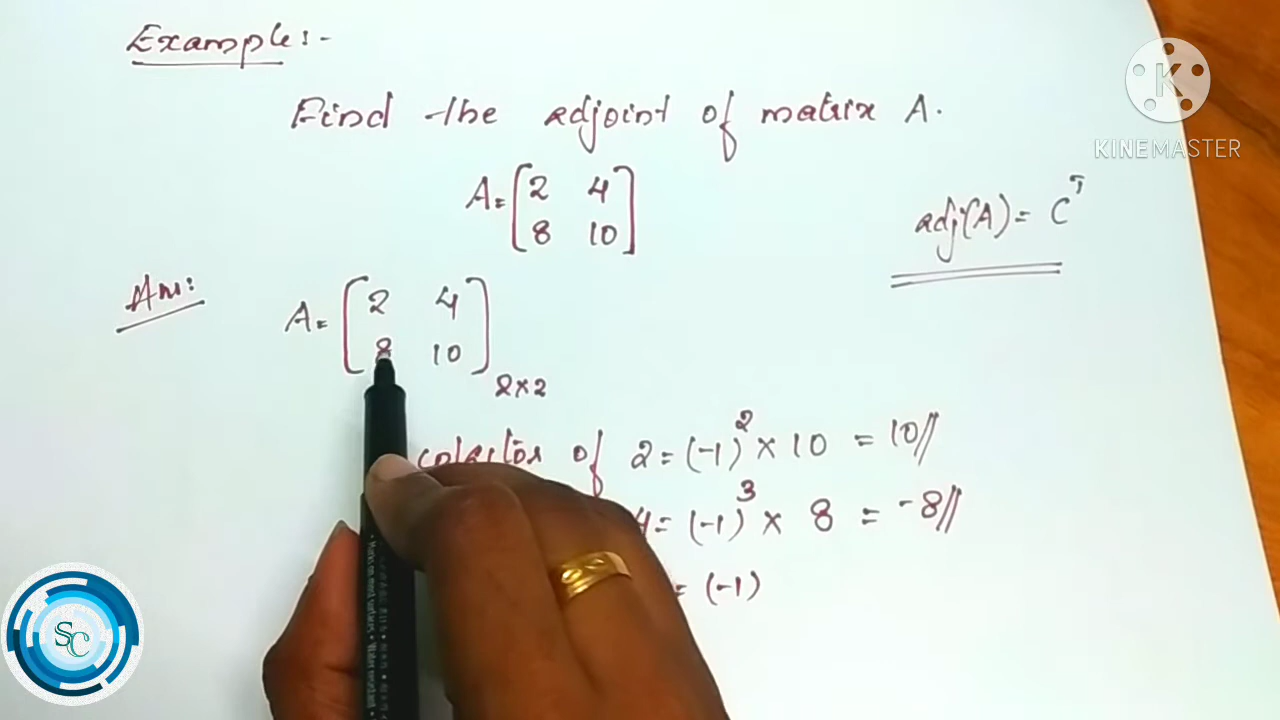 Example:-
Find the adjoint of matrix A.
A = [2 4
8 10]
adj(A) = Cᵀ
Ans:
A = [2 4
8 10] 2×2
cofactor of 2 = (-1)² × 10 = 10//
4 = (-1)³ × 8 = -8//
= (-1)
KINEMASTER
K
SC